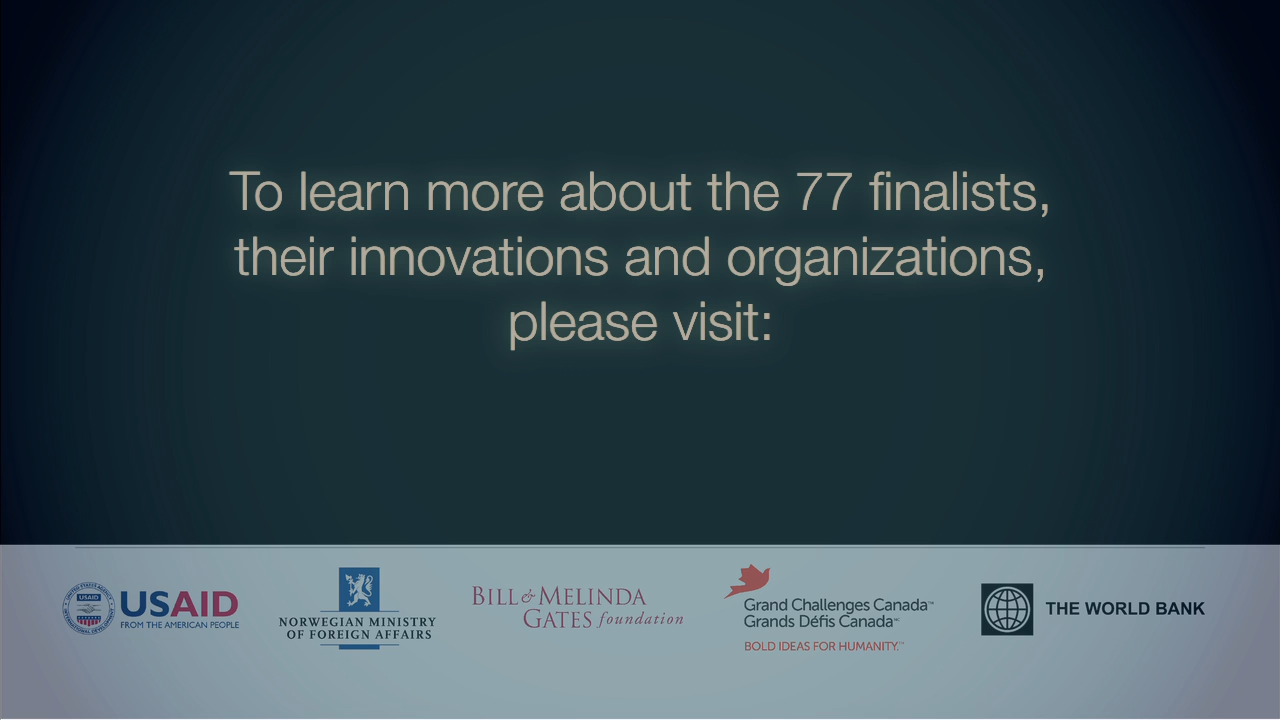 To learn more about the 77 finalists,
their innovations and organizations,
please visit:
USAID
FROM THE AMERICAN PEOPLE
NORWEGIAN MINISTRY
OF FOREIGN AFFAIRS
BILL & MELINDA
GATES foundation
Grand Challenges Canada™
Grands Défis Canada
BOLD IDEAS FOR HUMANITY.™
THE WORLD BANK